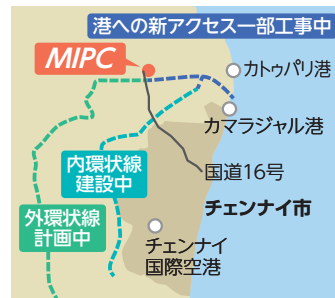 港への新アクセス一部工事中
MIPC
カトゥパリ港
カマラジャル港
内環状線
建設中
国道16号
チェンナイ市
外環状線
計画中
チェンナイ
国際空港